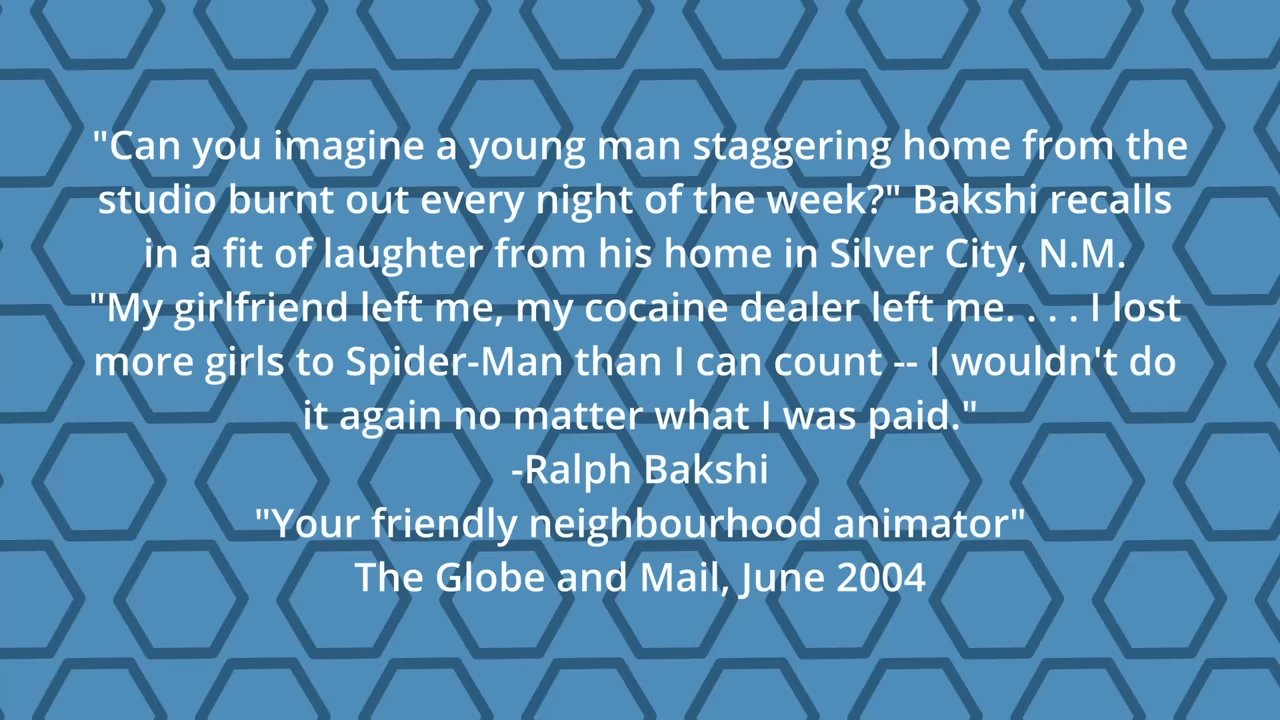 "Can you imagine a young man staggering home from the
studio burnt out every night of the week?" Bakshi recalls
in a fit of laughter from his home in Silver City, N.M.
"My girlfriend left me, my cocaine dealer left me. . . . I lost
more girls to Spider-Man than I can count -- I wouldn't do
it again no matter what I was paid."
-Ralph Bakshi
"Your friendly neighbourhood animator"
The Globe and Mail, June 2004